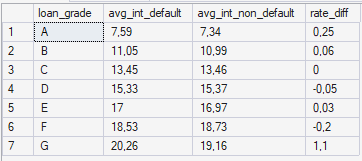 loan_grade avg_int_default avg_int_non_default rate_diff
1 A 7,59 7,34 0,25
2 B 11,05 10,99 0,06
3 C 13,45 13,46 0
4 D 15,33 15,37 -0,05
5 E 17 16,97 0,03
6 F 18,53 18,73 -0,2
7 G 20,26 19,16 1,1